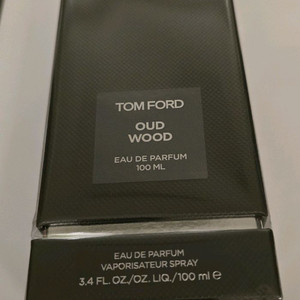 TOM FORD
OUD
WOOD
EAU DE PARFUM
100 ML
EAU DE PARFUM
VAPORISATEUR SPRAY
3.4 FL. OZ./OZ. LIQ./100 ml e